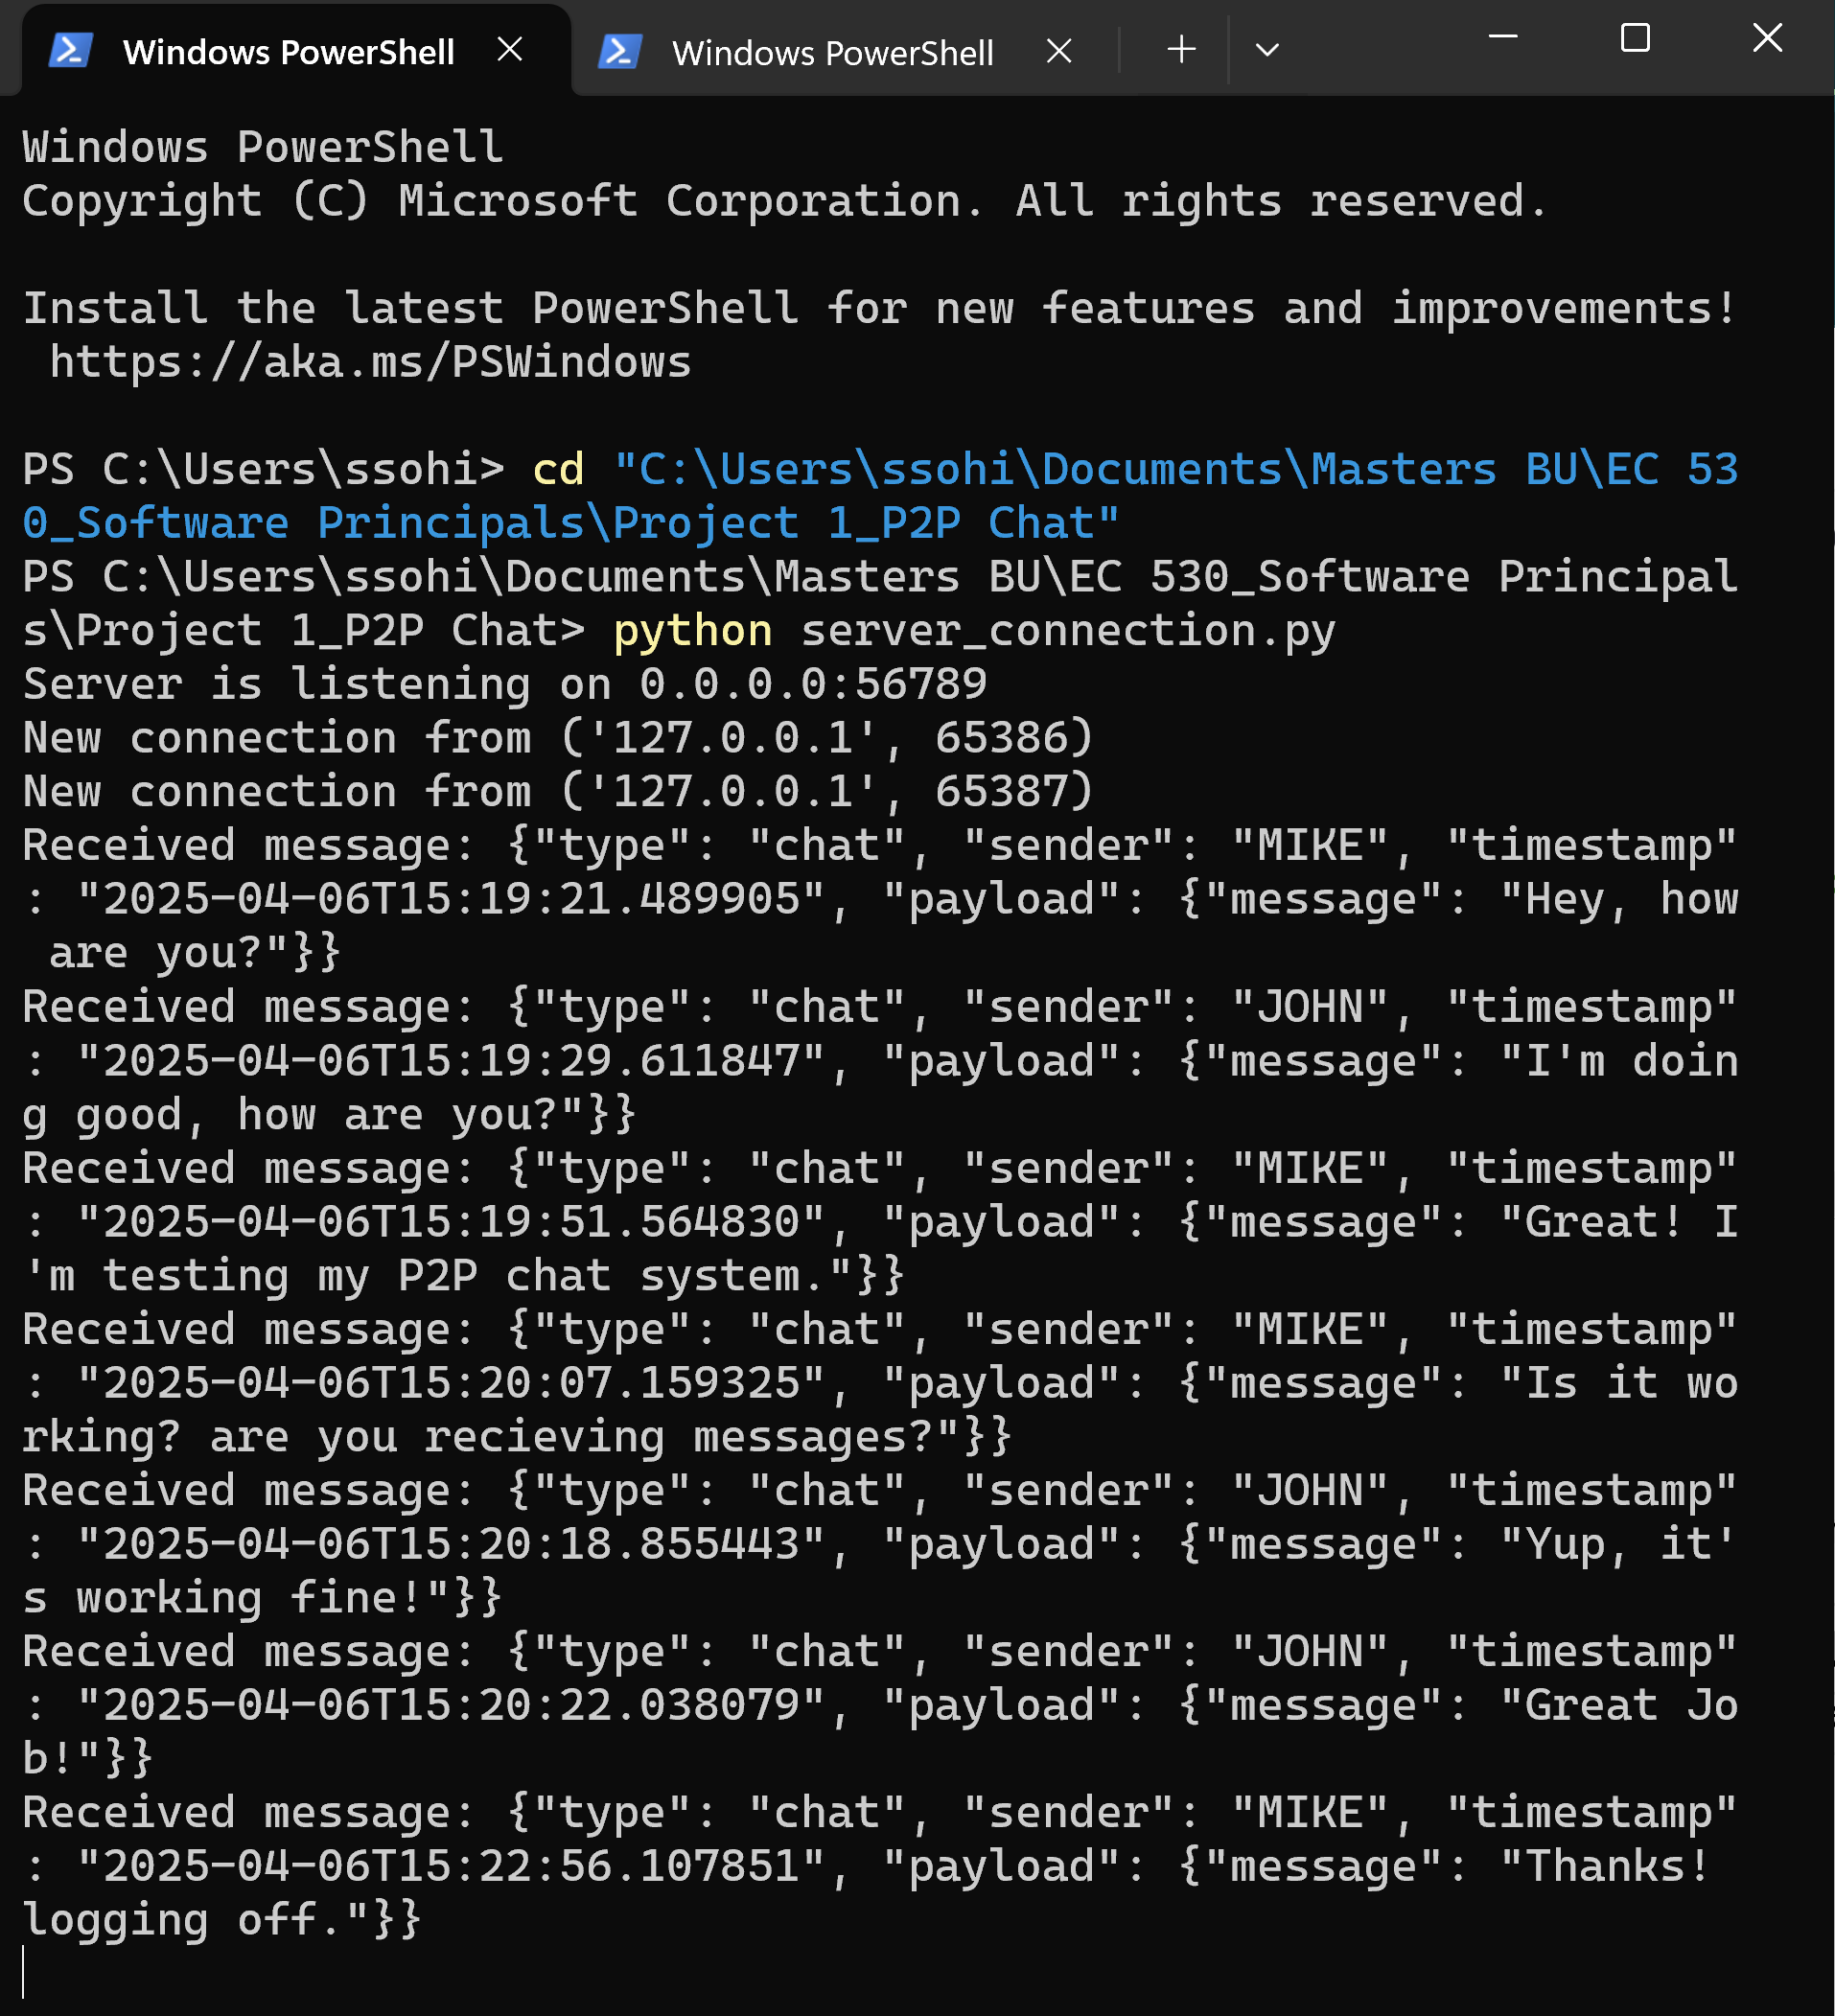 Windows PowerShell
Windows PowerShell
Windows PowerShell
Copyright (C) Microsoft Corporation. All rights reserved.
Install the latest PowerShell for new features and improvements!
 https://aka.ms/PSWindows
PS C:\Users\ssohi> cd "C:\Users\ssohi\Documents\Masters BU\EC 53
0_Software Principals\Project 1_P2P Chat"
PS C:\Users\ssohi\Documents\Masters BU\EC 530_Software Principal
s\Project 1_P2P Chat> python server_connection.py
Server is listening on 0.0.0.0:56789
New connection from ('127.0.0.1', 65386)
New connection from ('127.0.0.1', 65387)
Received message: {"type": "chat", "sender": "MIKE", "timestamp"
: "2025-04-06T15:19:21.489905", "payload": {"message": "Hey, how
 are you?"}}
Received message: {"type": "chat", "sender": "JOHN", "timestamp"
: "2025-04-06T15:19:29.611847", "payload": {"message": "I'm doin
g good, how are you?"}}
Received message: {"type": "chat", "sender": "MIKE", "timestamp"
: "2025-04-06T15:19:51.564830", "payload": {"message": "Great! I
'm testing my P2P chat system."}}
Received message: {"type": "chat", "sender": "MIKE", "timestamp"
: "2025-04-06T15:20:07.159325", "payload": {"message": "Is it wo
rking? are you recieving messages?"}}
Received message: {"type": "chat", "sender": "JOHN", "timestamp"
: "2025-04-06T15:20:18.855443", "payload": {"message": "Yup, it'
s working fine!"}}
Received message: {"type": "chat", "sender": "JOHN", "timestamp"
: "2025-04-06T15:20:22.038079", "payload": {"message": "Great Jo
b!"}}
Received message: {"type": "chat", "sender": "MIKE", "timestamp"
: "2025-04-06T15:22:56.107851", "payload": {"message": "Thanks!
logging off."}}